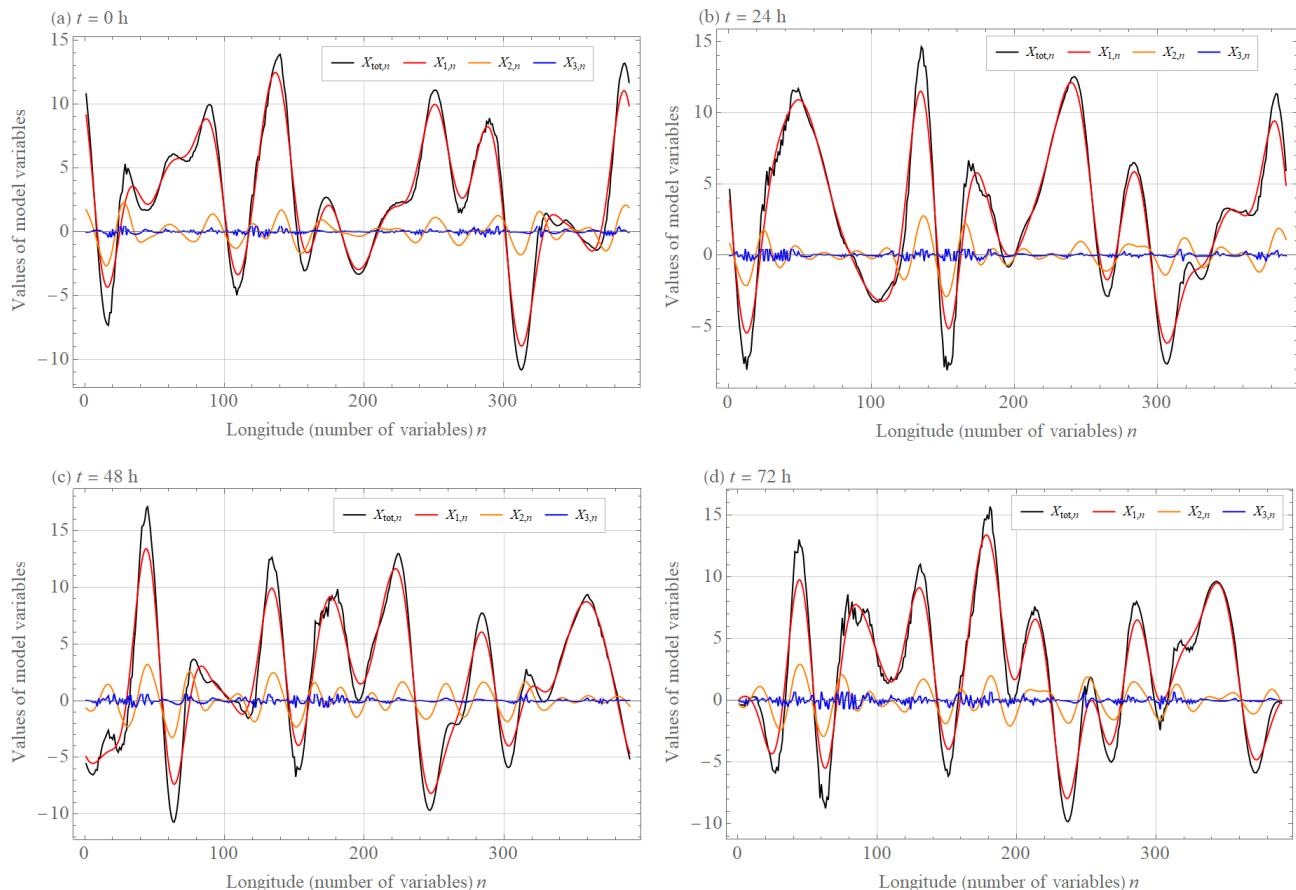 (a) t = 0 h
Values of model variables
15
10
5
0
−5
−10
X_tot,n X_1,n X_2,n X_3,n
0 100 200 300
Longitude (number of variables) n
(b) t = 24 h
Values of model variables
15
10
5
0
−5
X_tot,n X_1,n X_2,n X_3,n
0 100 200 300
Longitude (number of variables) n
(c) t = 48 h
Values of model variables
15
10
5
0
−5
−10
X_tot,n X_1,n X_2,n X_3,n
0 100 200 300
Longitude (number of variables) n
(d) t = 72 h
Values of model variables
15
10
5
0
−5
−10
X_tot,n X_1,n X_2,n X_3,n
0 100 200 300
Longitude (number of variables) n